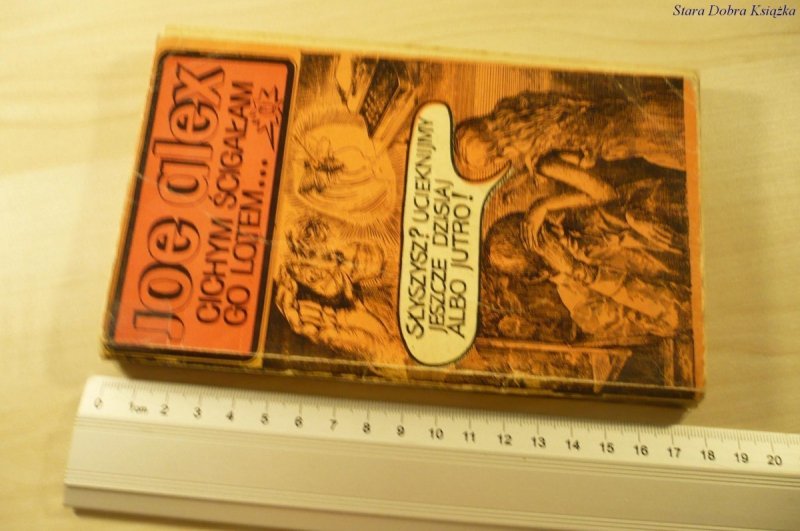 Stara Dobra Książka
Joe alex
CICHYM ŚCIGAŁAM
GO LOTEM...
SŁYSZYSZ? UCIEKNIJMY
JESZCZE DZISIAJ
ALBO JUTRO!
0 1cm 2 3 4 5 6 7 8 9 10 11 12 13 14 15 16 17 18 19 20